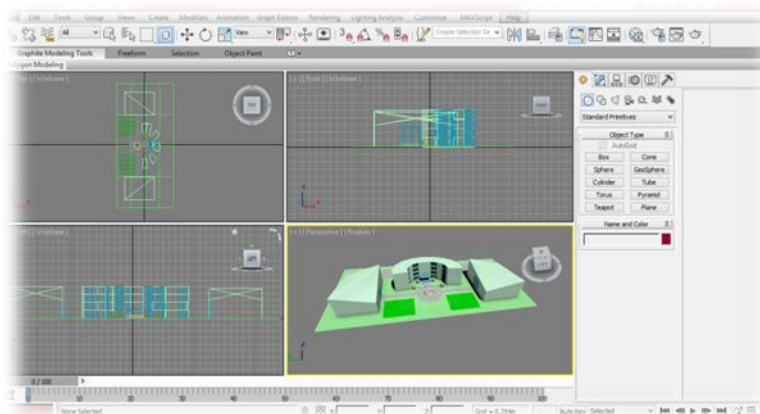 Edit Tools Group Views Create Modifiers Animation Graph Editors Rendering Lighting Analysis Customize MAXScript Help
All View Create Selection Se
Graphite Modeling Tools Freeform Selection Object Paint
Polygon Modeling
Top ] [ Wireframe ]
[ + ] [ Front ] [ Wireframe ]
TOP
FRONT
Standard Primitives
Object Type
AutoGrid
Box Cone
Sphere GeoSphere
Cylinder Tube
Torus Pyramid
Teapot Plane
Name and Color
Left ] [ Wireframe ]
[ + ] [ Perspective ] [ Realistic ]
LEFT
0 / 100
10 20 30 40 50 60 70 80 90 100
None Selected X: Y: Z: Grid = 0.254m Auto Key Selected